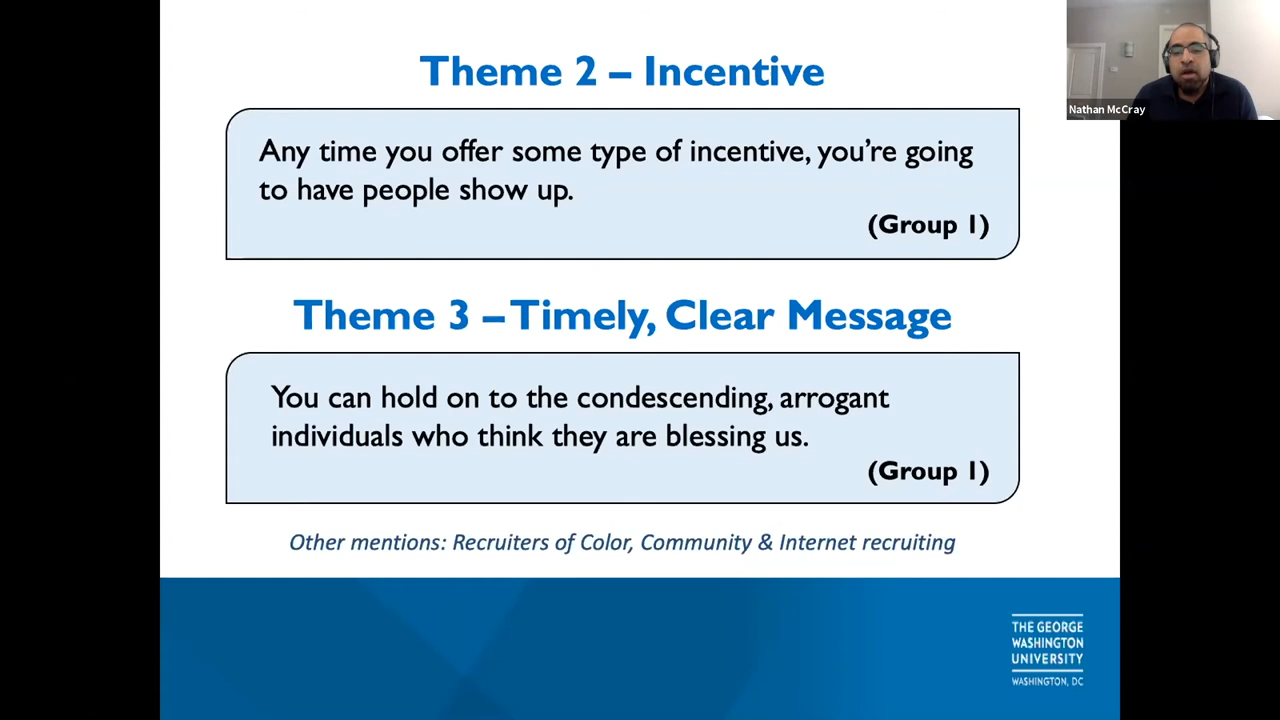 Theme 2 – Incentive
Any time you offer some type of incentive, you're going
to have people show up.
(Group 1)
Theme 3 – Timely, Clear Message
You can hold on to the condescending, arrogant
individuals who think they are blessing us.
(Group 1)
Other mentions: Recruiters of Color, Community & Internet recruiting
THE GEORGE
WASHINGTON
UNIVERSITY
WASHINGTON, DC
Nathan McCray